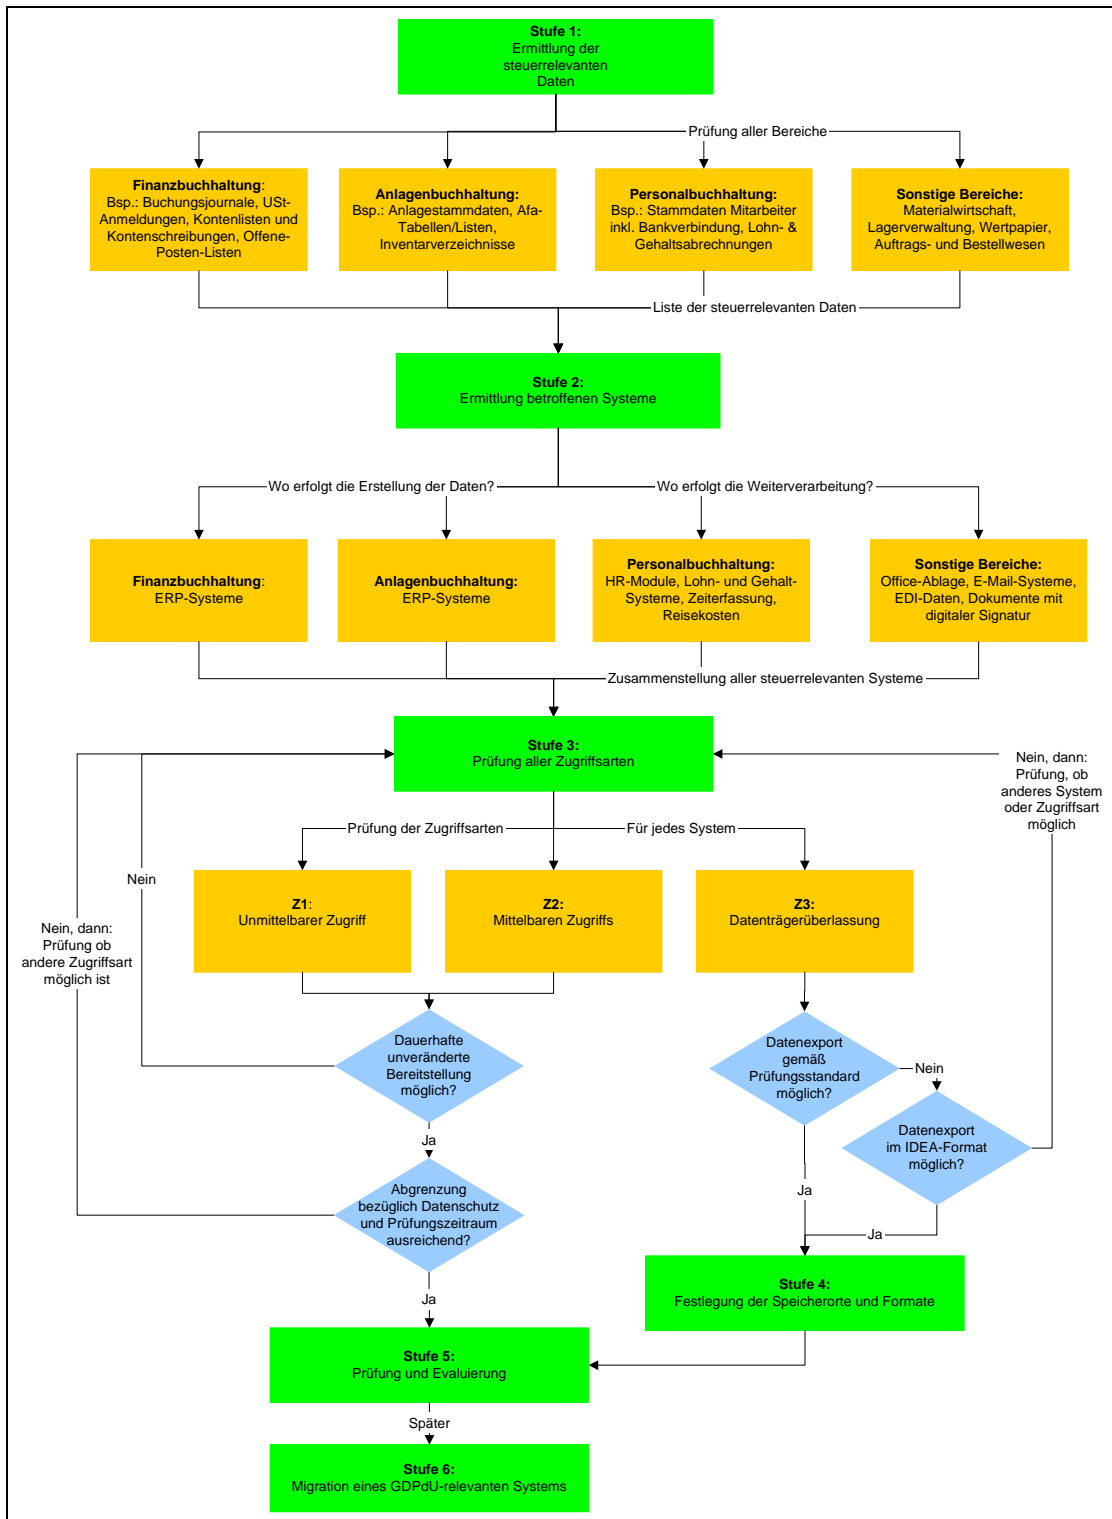 Stufe 1:
Ermittlung der
steuerrelevanten
Daten
Prüfung aller Bereiche
Finanzbuchhaltung:
Bsp.: Buchungsjournale, USt-
Anmeldungen, Kontenlisten und
Kontenschreibungen, Offene-
Posten-Listen
Anlagenbuchhaltung:
Bsp.: Anlagestammdaten, Afa-
Tabellen/Listen,
Inventarverzeichnisse
Personalbuchhaltung:
Bsp.: Stammdaten Mitarbeiter
inkl. Bankverbindung, Lohn- &
Gehaltsabrechnungen
Sonstige Bereiche:
Materialwirtschaft,
Lagerverwaltung, Wertpapier,
Auftrags- und Bestellwesen
Liste der steuerrelevanten Daten
Stufe 2:
Ermittlung betroffenen Systeme
Wo erfolgt die Erstellung der Daten?
Wo erfolgt die Weiterverarbeitung?
Finanzbuchhaltung:
ERP-Systeme
Anlagenbuchhaltung:
ERP-Systeme
Personalbuchhaltung:
HR-Module, Lohn- und Gehalt-
Systeme, Zeiterfassung,
Reisekosten
Sonstige Bereiche:
Office-Ablage, E-Mail-Systeme,
EDI-Daten, Dokumente mit
digitaler Signatur
Zusammenstellung aller steuerrelevanten Systeme
Stufe 3:
Prüfung aller Zugriffsarten
Nein, dann:
Prüfung, ob
anderes System
oder Zugriffsart
möglich
Prüfung der Zugriffsarten
Für jedes System
Nein
Z1:
Unmittelbarer Zugriff
Z2:
Mittelbaren Zugriffs
Z3:
Datenträgerüberlassung
Nein, dann:
Prüfung ob
andere Zugriffsart
möglich ist
Dauerhafte
unveränderte
Bereitstellung
möglich?
Datenexport
gemäß
Prüfungsstandard
möglich?
Nein
Datenexport
im IDEA-Format
möglich?
Ja
Abgrenzung
bezüglich Datenschutz
und Prüfungszeitraum
ausreichend?
Ja
Ja
Stufe 4:
Festlegung der Speicherorte und Formate
Ja
Stufe 5:
Prüfung und Evaluierung
Später
Stufe 6:
Migration eines GDPdU-relevanten Systems